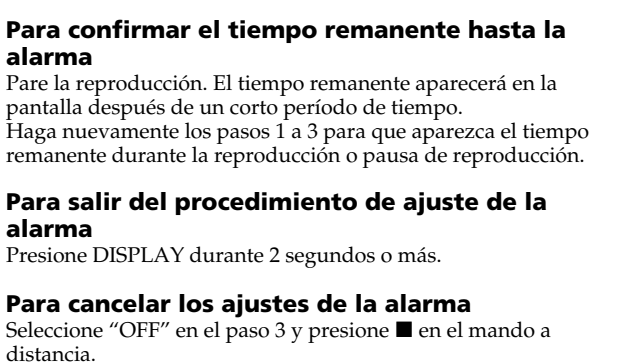 Para confirmar el tiempo remanente hasta la
alarma
Pare la reproducción. El tiempo remanente aparecerá en la
pantalla después de un corto período de tiempo.
Haga nuevamente los pasos 1 a 3 para que aparezca el tiempo
remanente durante la reproducción o pausa de reproducción.
Para salir del procedimiento de ajuste de la
alarma
Presione DISPLAY durante 2 segundos o más.
Para cancelar los ajustes de la alarma
Seleccione “OFF” en el paso 3 y presione ■ en el mando a
distancia.